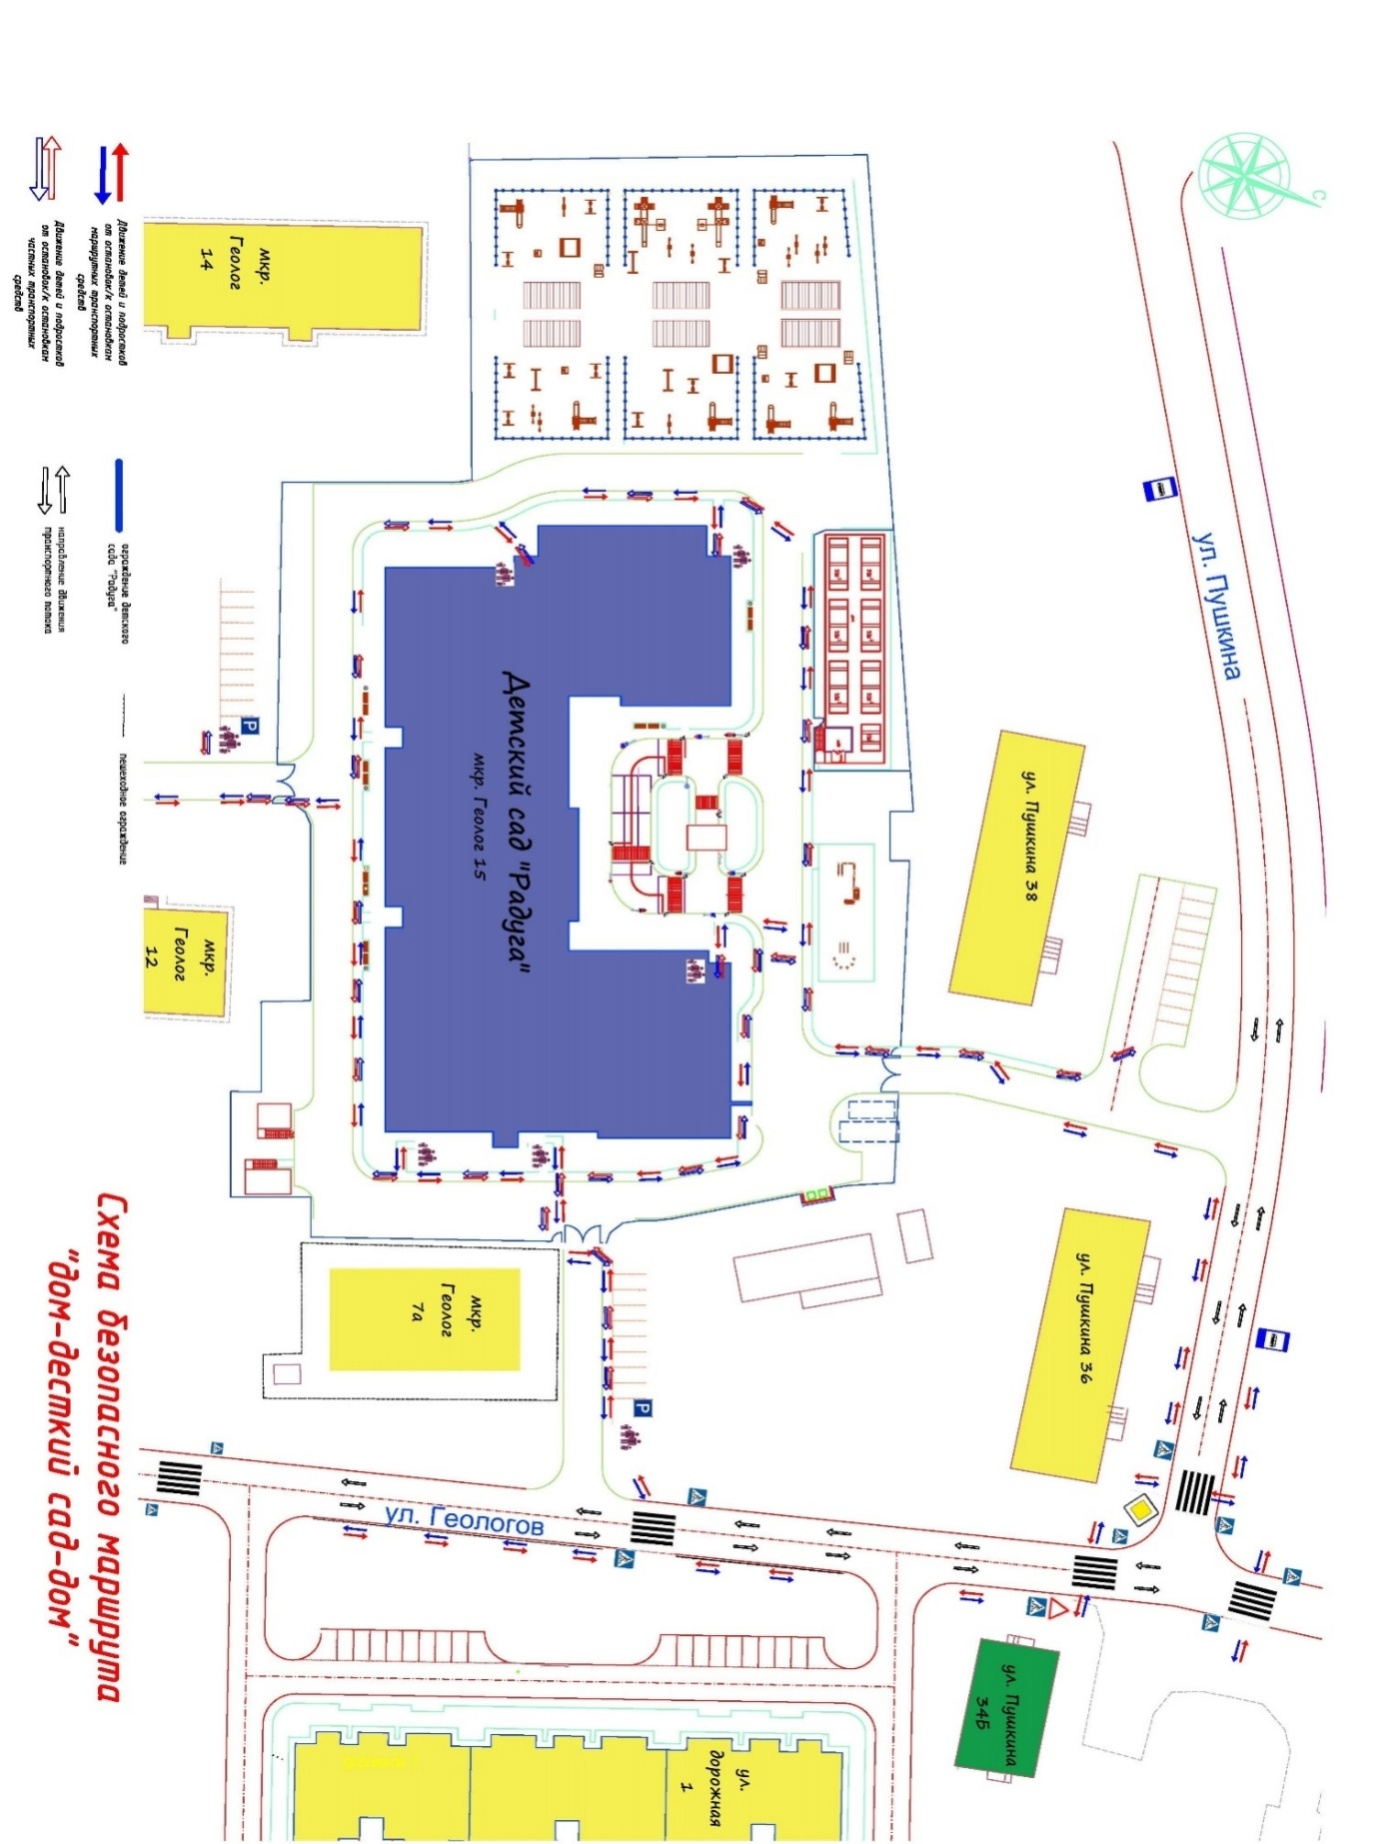 Схема безопасного маршрута
"дом-десткий сад-дом"
С
ул. Пушкина
ул. Пушкина 38
ул. Пушкина 36
ул. Пушкина
34Б
Детский сад "Радуга"
мкр. Геолог 15
мкр.
Геолог
14
мкр.
Геолог
12
мкр.
Геолог
7а
P
P
ул. Геологов
ул.
дорожная
1
Движение детей и подростков
от остановок/к остановкам
маршрутных транспортных
средств
Движение детей и подростков
от остановок/к остановкам
частных транспортных
средств
ограждение детского
сада "Радуга"
направление движения
транспортного потока
пешеходное ограждение